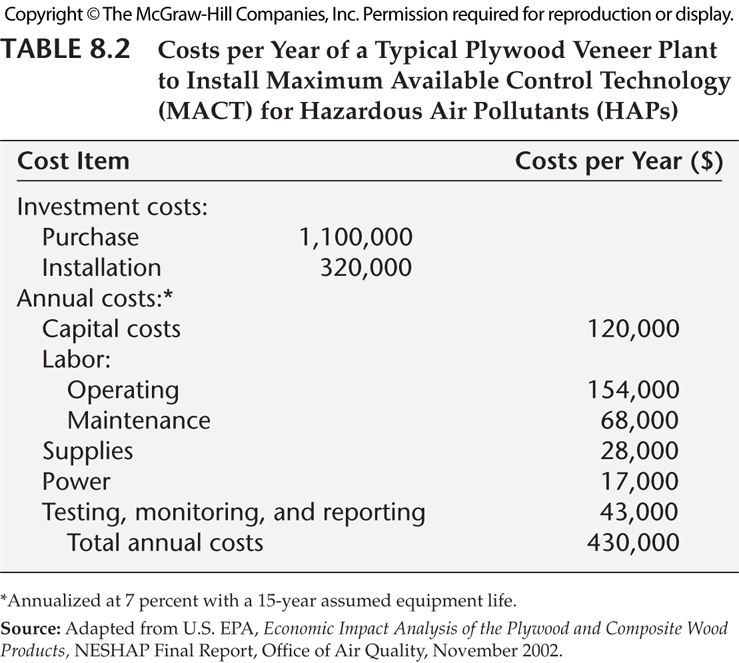 Copyright © The McGraw-Hill Companies, Inc. Permission required for reproduction or display.
TABLE 8.2 Costs per Year of a Typical Plywood Veneer Plant
to Install Maximum Available Control Technology
(MACT) for Hazardous Air Pollutants (HAPs)
Cost Item Costs per Year ($)
Investment costs:
Purchase 1,100,000
Installation 320,000
Annual costs:*
Capital costs 120,000
Labor:
Operating 154,000
Maintenance 68,000
Supplies 28,000
Power 17,000
Testing, monitoring, and reporting 43,000
Total annual costs 430,000
*Annualized at 7 percent with a 15-year assumed equipment life.
Source: Adapted from U.S. EPA, Economic Impact Analysis of the Plywood and Composite Wood
Products, NESHAP Final Report, Office of Air Quality, November 2002.